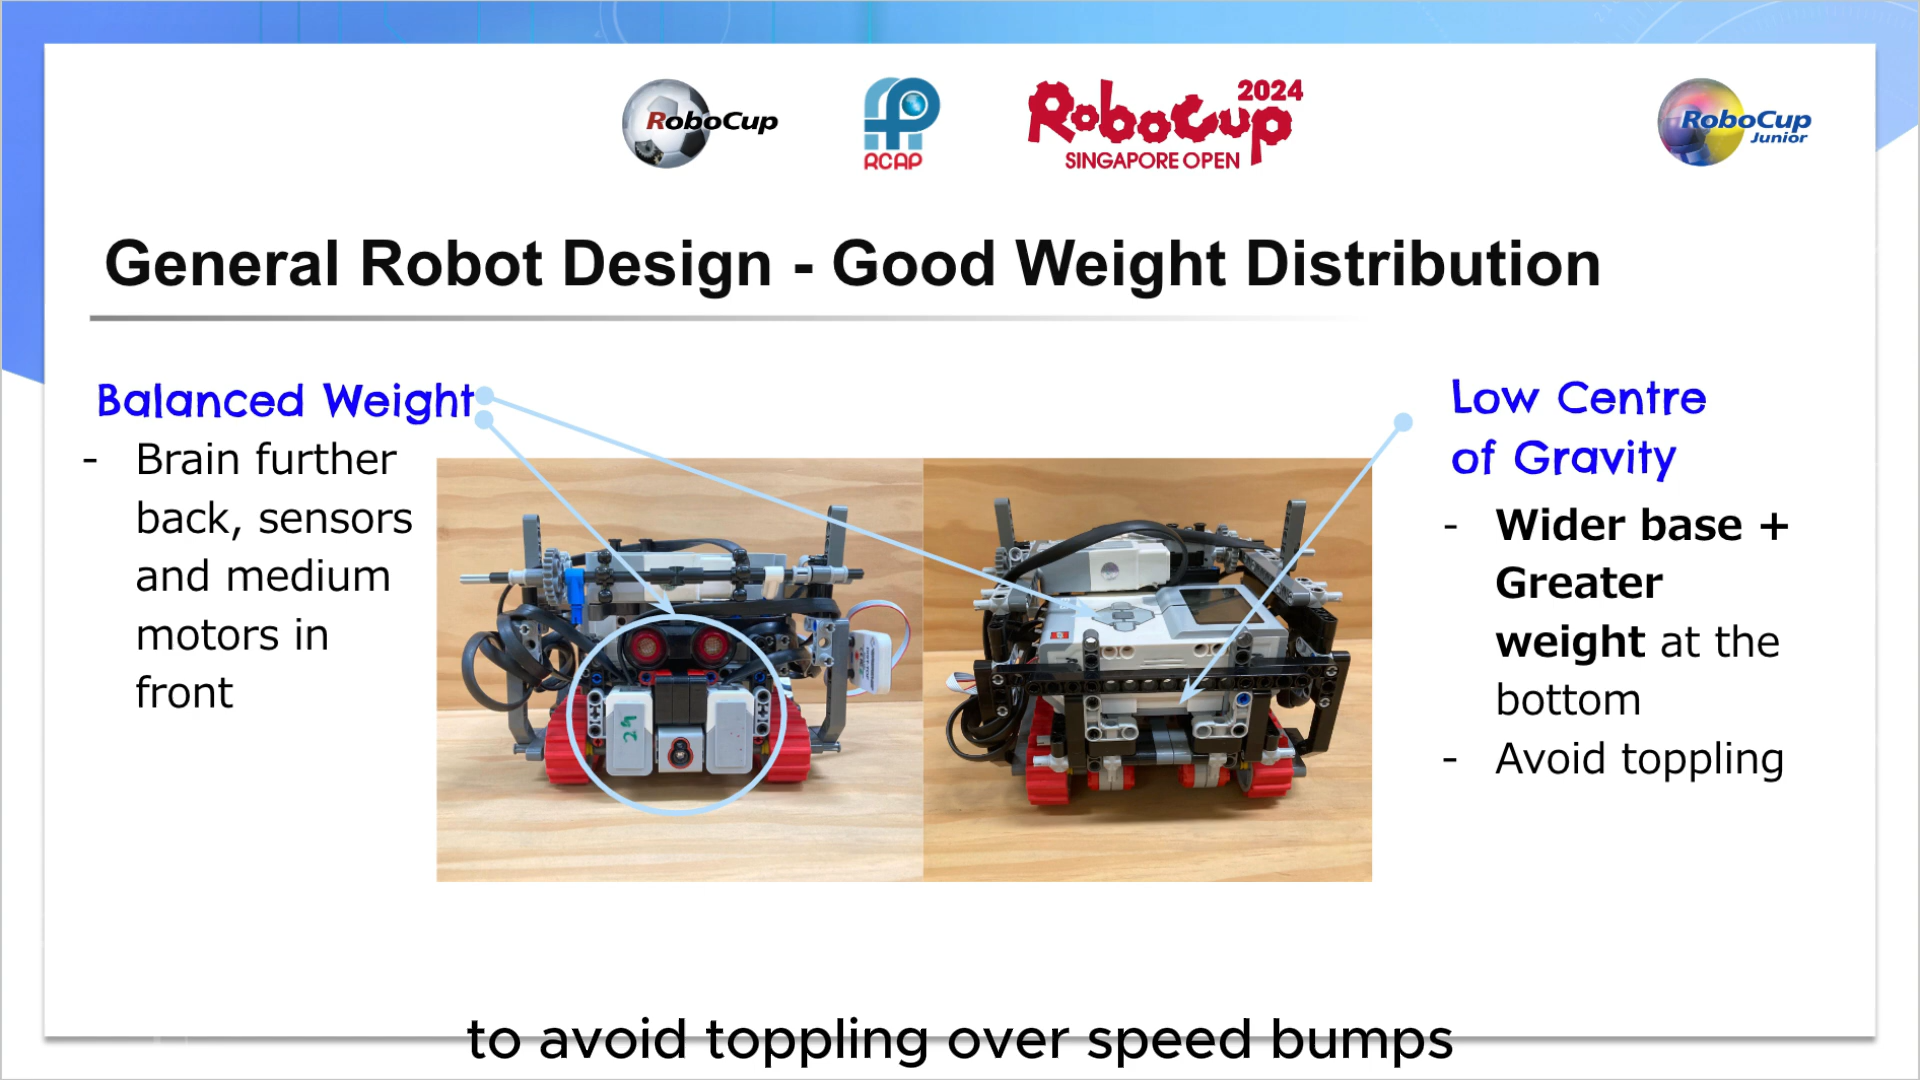 RoboCup
RCAP
RoboCup 2024
SINGAPORE OPEN
RoboCup
Junior
General Robot Design - Good Weight Distribution
Balanced Weight
- Brain further
back, sensors
and medium
motors in
front
Low Centre
of Gravity
- Wider base +
Greater
weight at the
bottom
- Avoid toppling
29
to avoid toppling over speed bumps